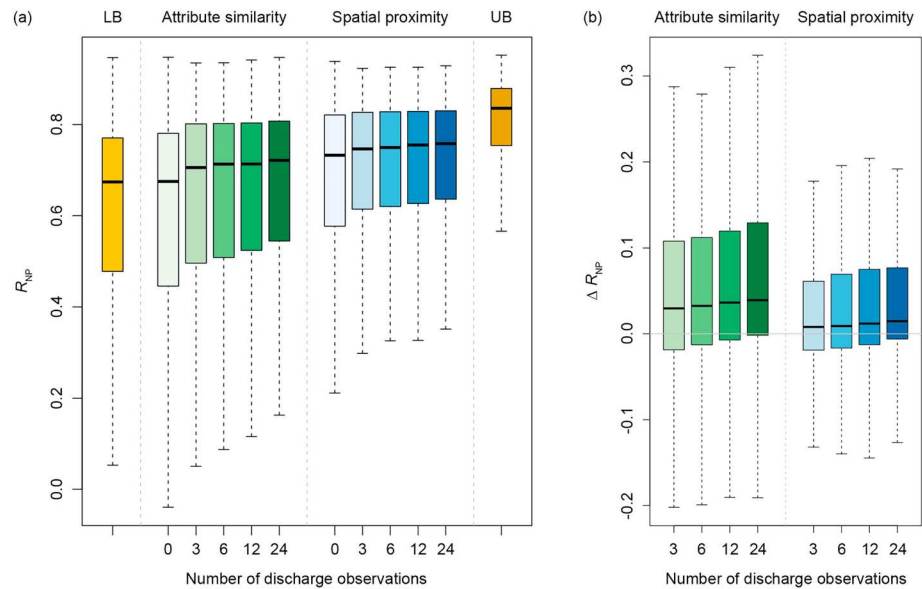 (a)
LB
Attribute similarity
Spatial proximity
UB
R_NP
0.8
0.6
0.4
0.2
0.0
0 3 6 12 24
0 3 6 12 24
Number of discharge observations
(b)
Attribute similarity
Spatial proximity
Δ R_NP
0.3
0.2
0.1
0.0
-0.1
-0.2
3 6 12 24
3 6 12 24
Number of discharge observations